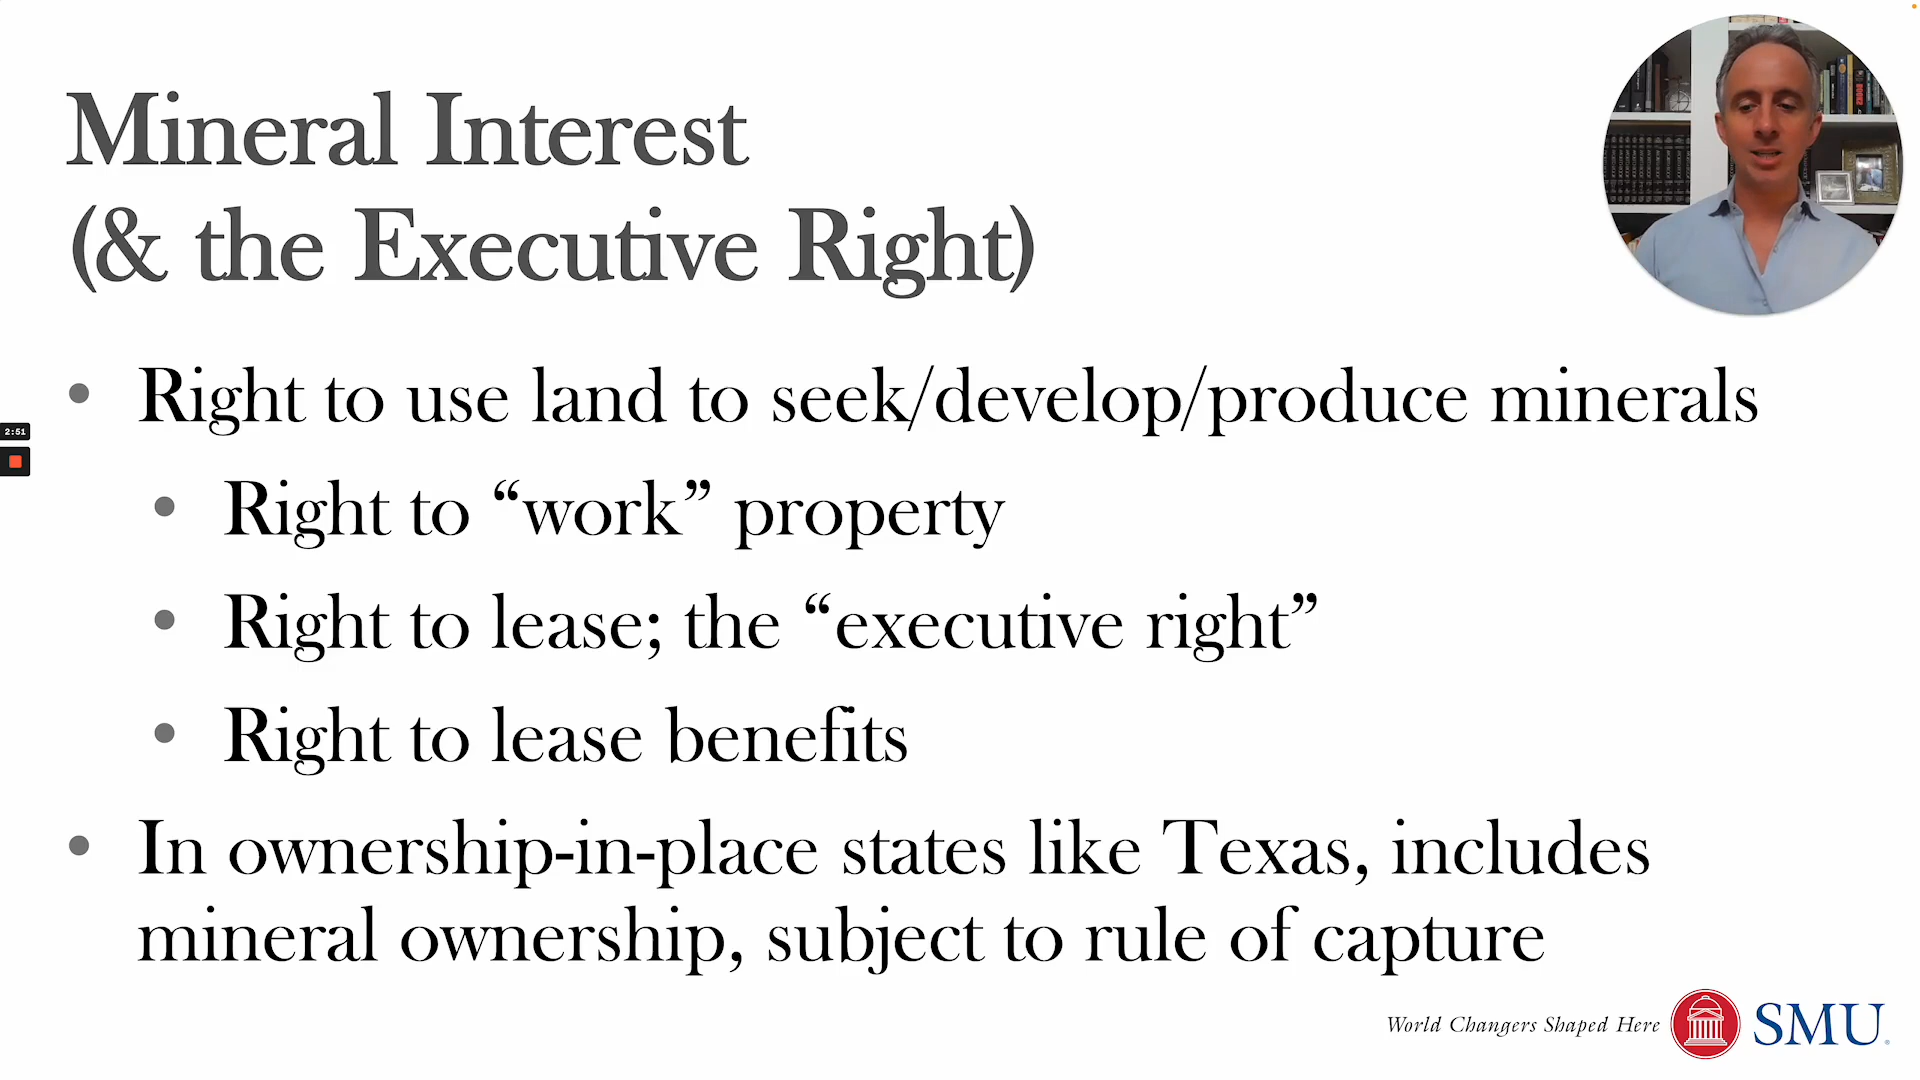 Mineral Interest
(& the Executive Right)
• Right to use land to seek/develop/produce minerals
• Right to “work” property
• Right to lease; the “executive right”
• Right to lease benefits
• In ownership-in-place states like Texas, includes
mineral ownership, subject to rule of capture
2:51
World Changers Shaped Here
SMU